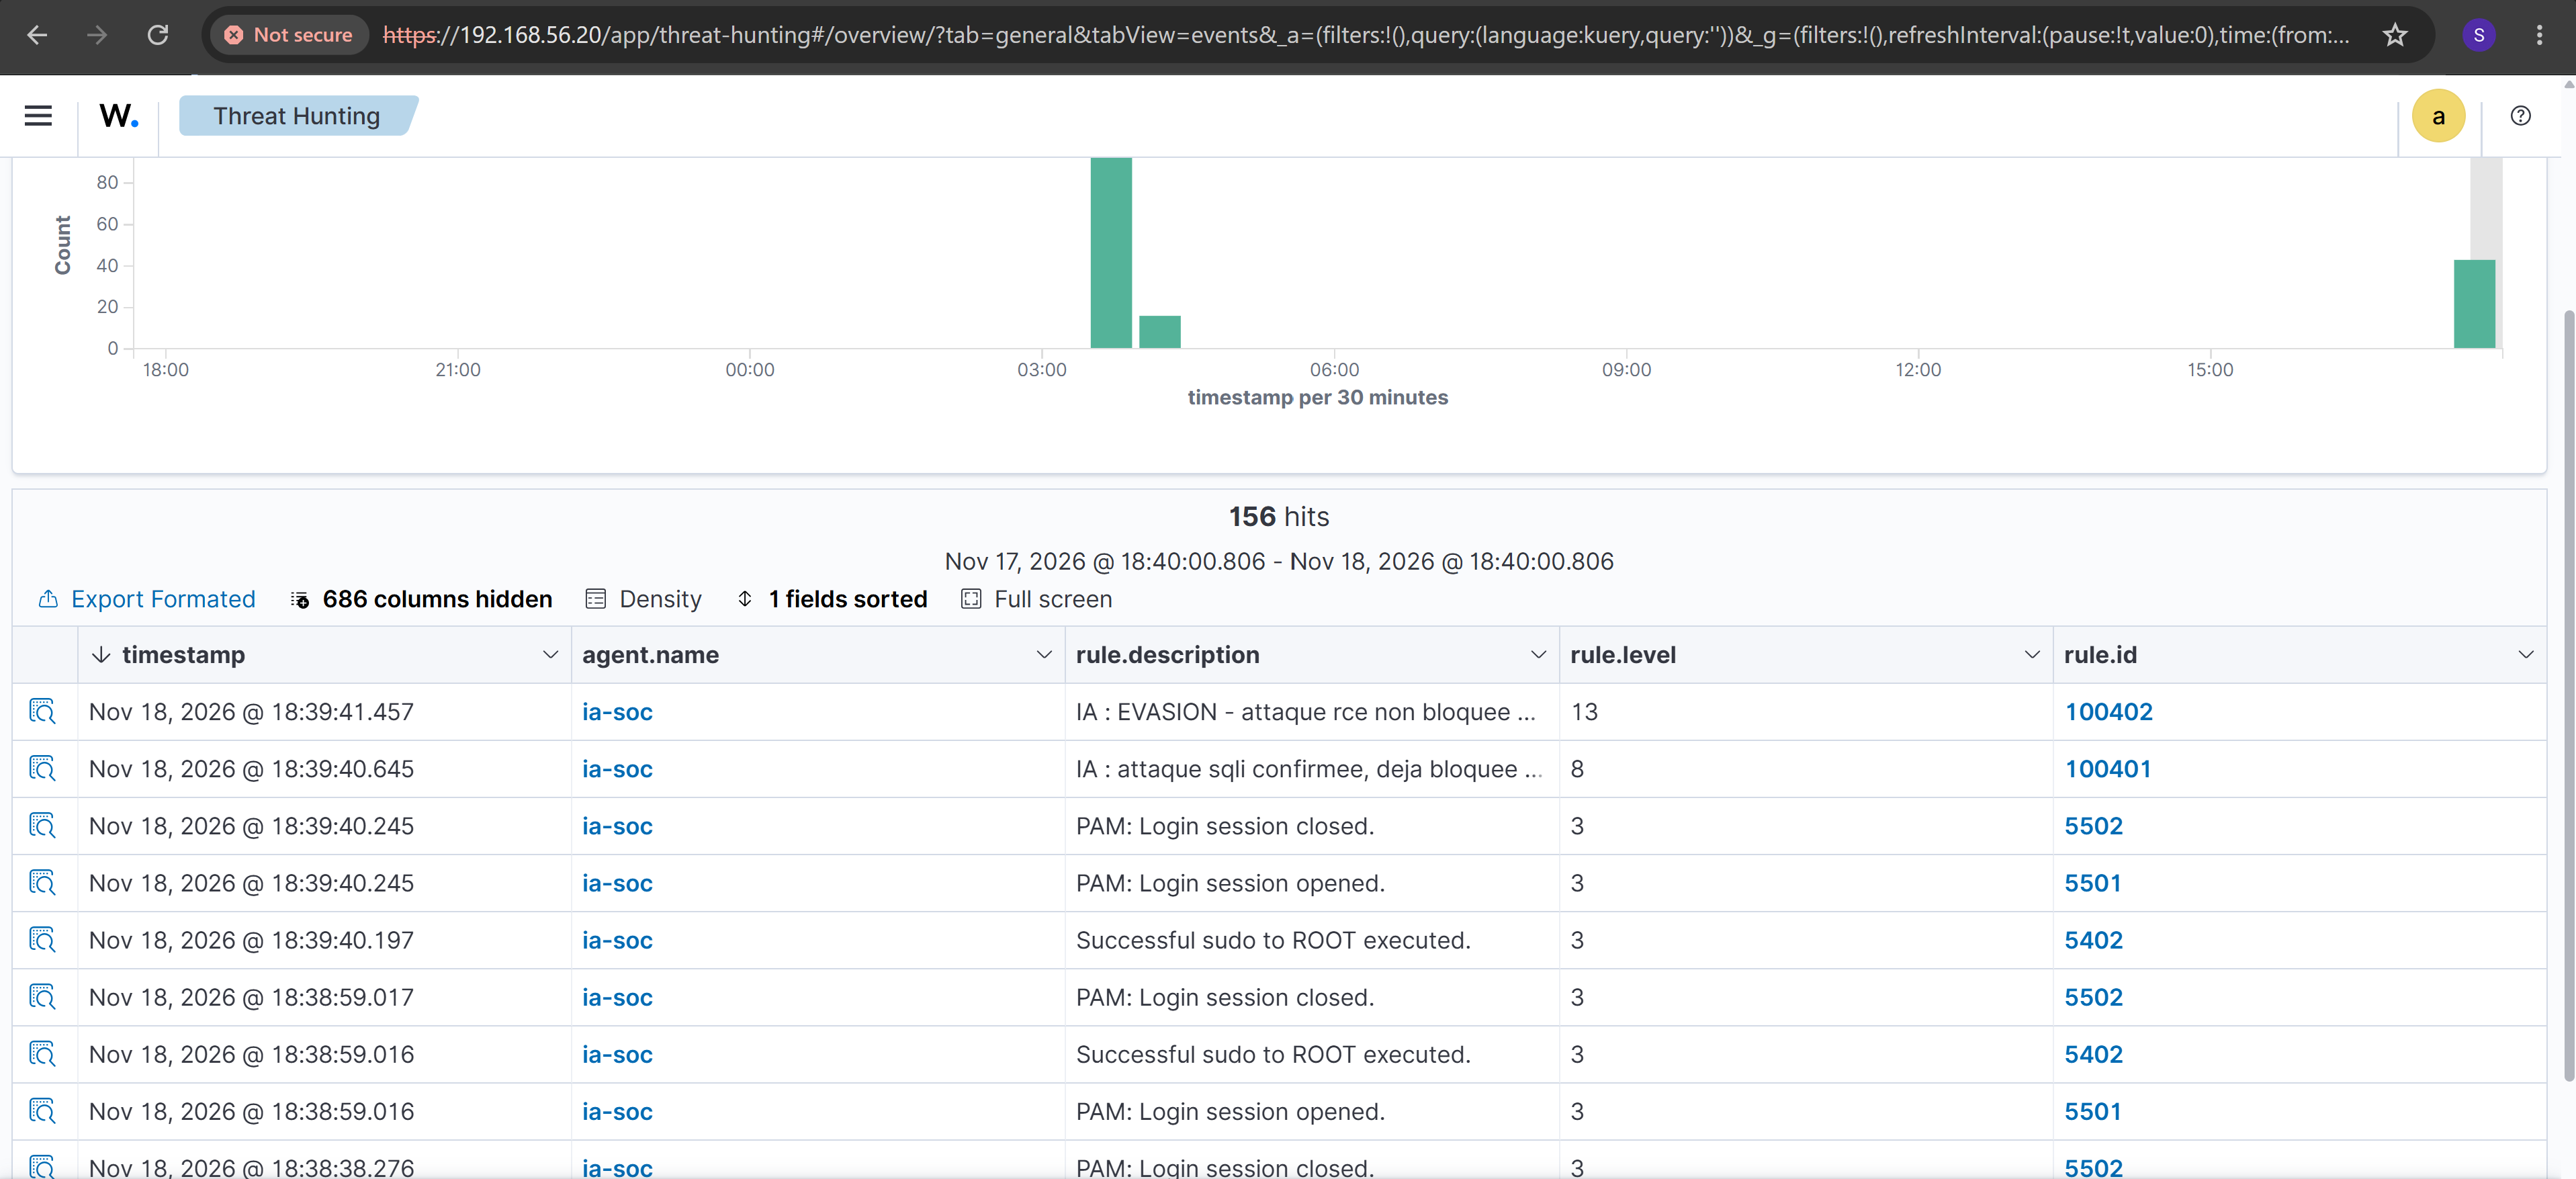 Not secure https://192.168.56.20/app/threat-hunting#/overview/?tab=general&tabView=events&_a=(filters:!(),query:(language:kuery,query:''))&_g=(filters:!(),refreshInterval:(pause:!t,value:0),time:(from:... S
W. Threat Hunting a
Count
80
60
40
20
0
18:00 21:00 00:00 03:00 06:00 09:00 12:00 15:00
timestamp per 30 minutes
156 hits
Nov 17, 2026 @ 18:40:00.806 - Nov 18, 2026 @ 18:40:00.806
Export Formated 686 columns hidden Density 1 fields sorted Full screen
timestamp agent.name rule.description rule.level rule.id
Nov 18, 2026 @ 18:39:41.457 ia-soc IA : EVASION - attaque rce non bloquee ... 13 100402
Nov 18, 2026 @ 18:39:40.645 ia-soc IA : attaque sqli confirmee, deja bloquee ... 8 100401
Nov 18, 2026 @ 18:39:40.245 ia-soc PAM: Login session closed. 3 5502
Nov 18, 2026 @ 18:39:40.245 ia-soc PAM: Login session opened. 3 5501
Nov 18, 2026 @ 18:39:40.197 ia-soc Successful sudo to ROOT executed. 3 5402
Nov 18, 2026 @ 18:38:59.017 ia-soc PAM: Login session closed. 3 5502
Nov 18, 2026 @ 18:38:59.016 ia-soc Successful sudo to ROOT executed. 3 5402
Nov 18, 2026 @ 18:38:59.016 ia-soc PAM: Login session opened. 3 5501
Nov 18, 2026 @ 18:38:38.276 ia-soc PAM: Login session closed. 3 5502